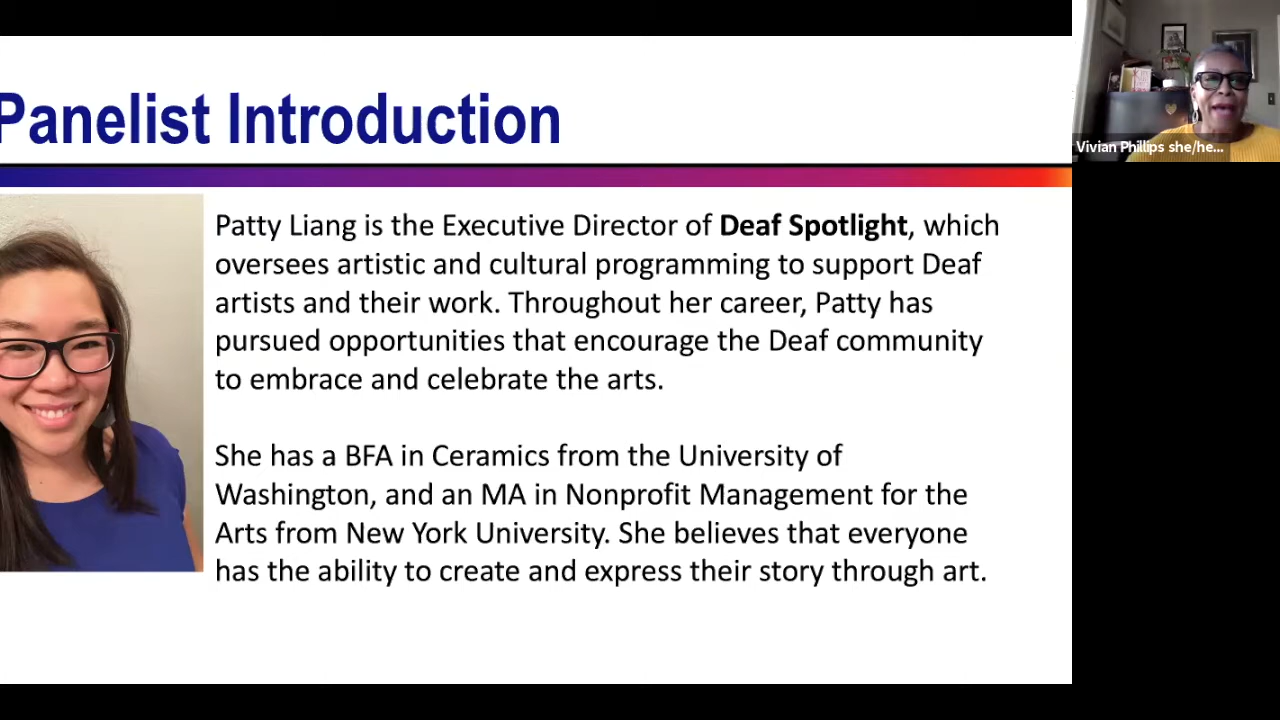 Panelist Introduction
Vivian Phillips she/he...
Patty Liang is the Executive Director of Deaf Spotlight, which
oversees artistic and cultural programming to support Deaf
artists and their work. Throughout her career, Patty has
pursued opportunities that encourage the Deaf community
to embrace and celebrate the arts.
She has a BFA in Ceramics from the University of
Washington, and an MA in Nonprofit Management for the
Arts from New York University. She believes that everyone
has the ability to create and express their story through art.